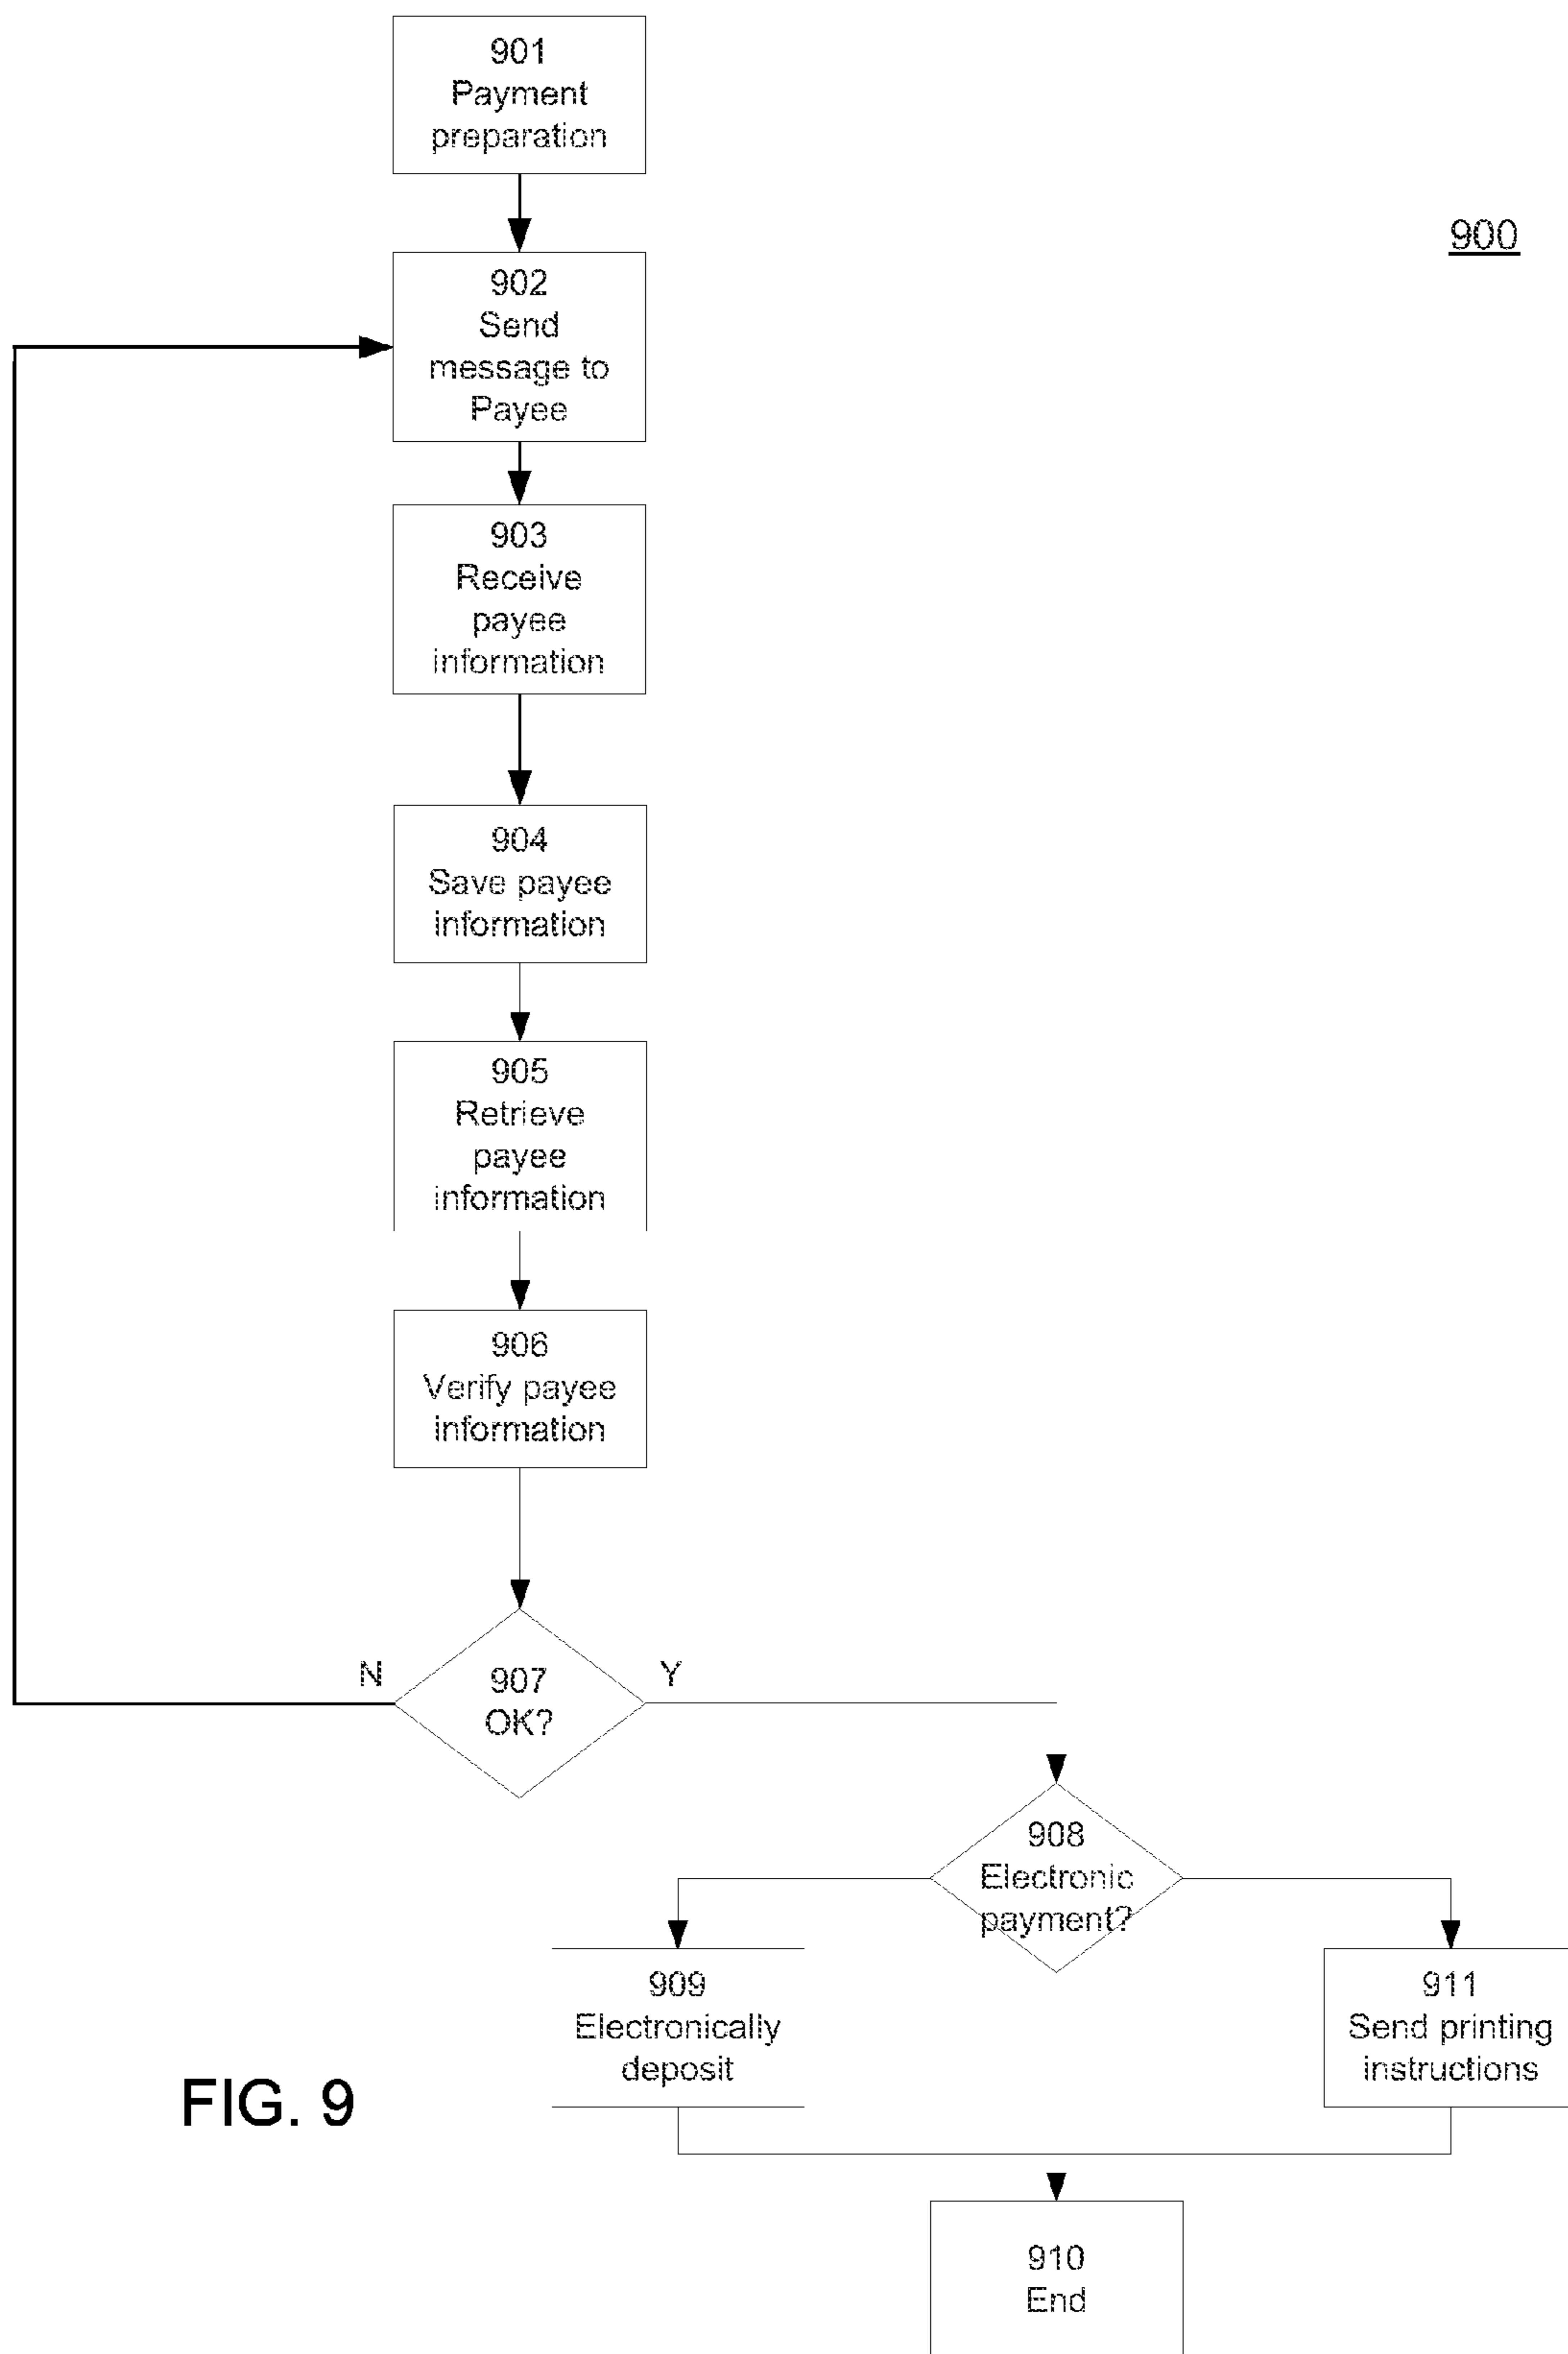 901
Payment
preparation
900
902
Send
message to
Payee
903
Receive
payee
information
904
Save payee
information
905
Retrieve
payee
information
906
Verify payee
information
N
907
OK?
Y
908
Electronic
payment?
909
Electronically
deposit
911
Send printing
instructions
FIG. 9
910
End